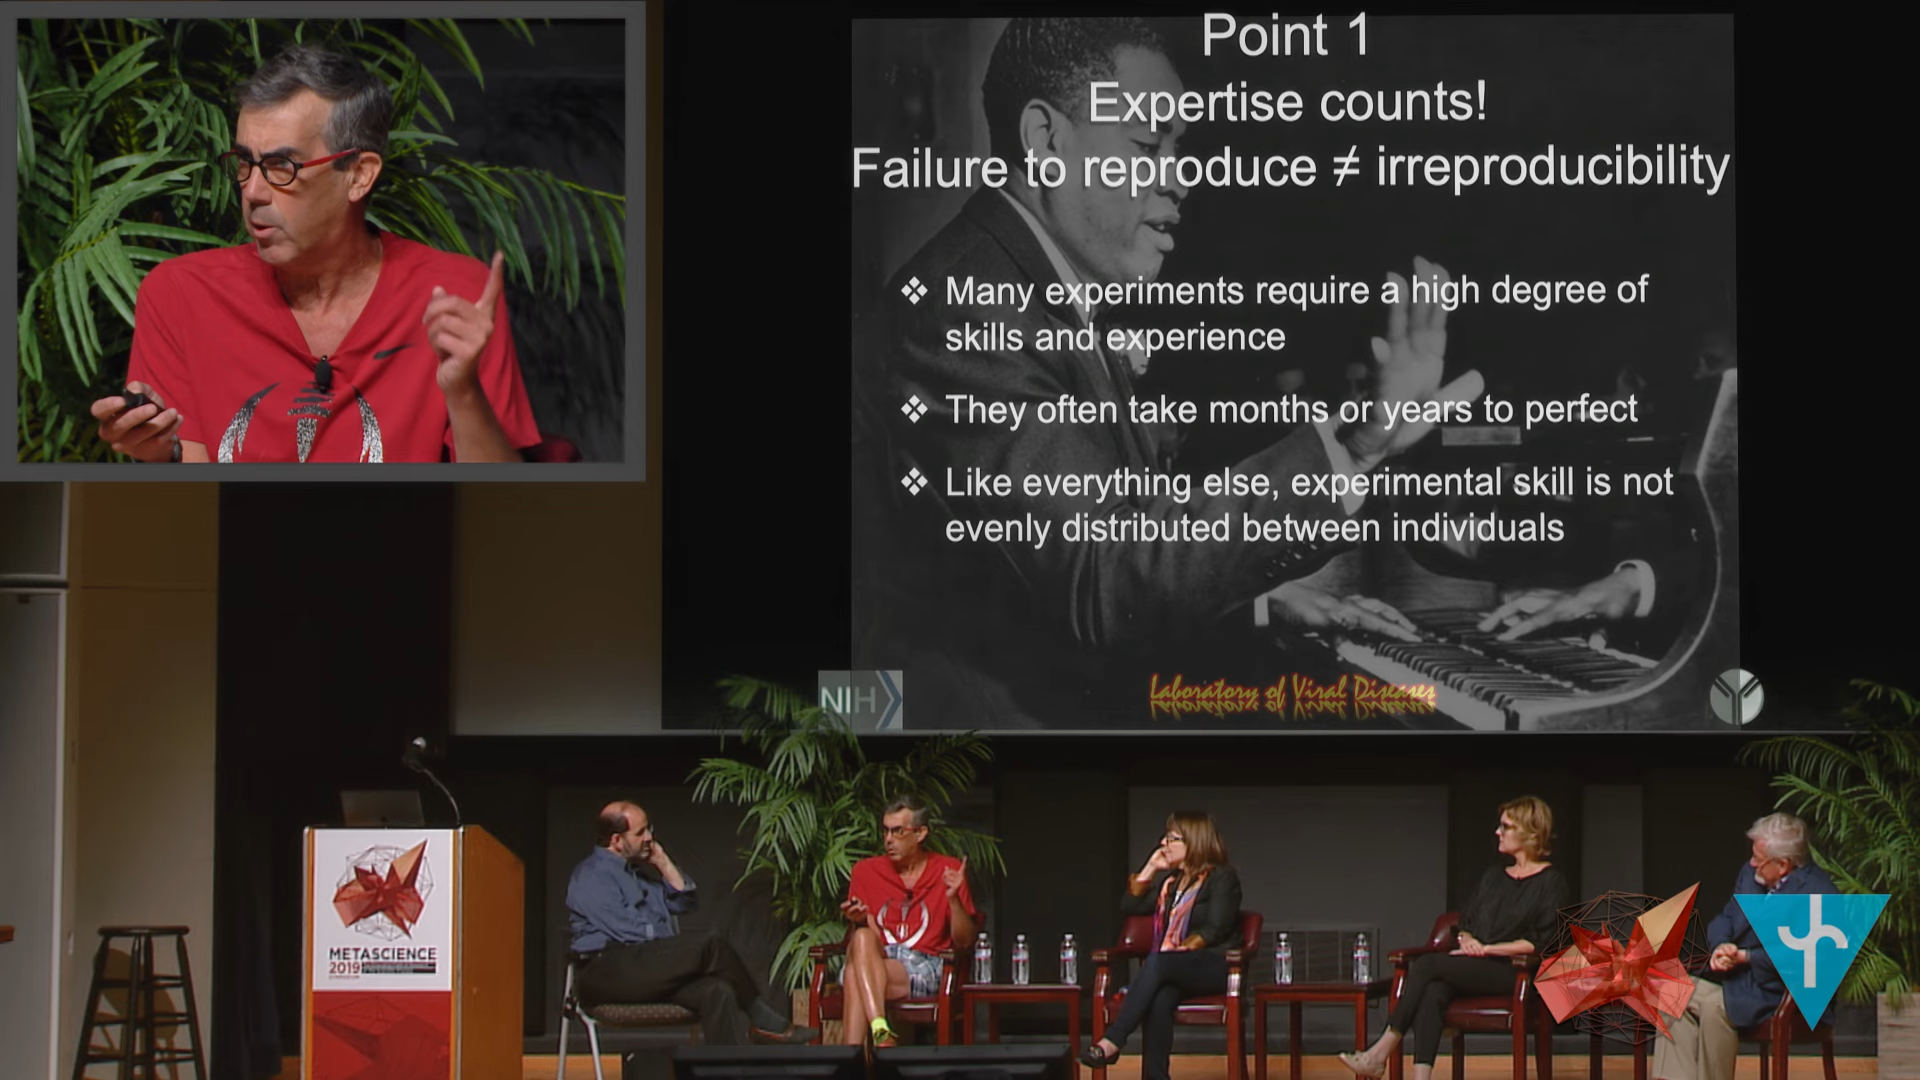 Point 1
Expertise counts!
Failure to reproduce ≠ irreproducibility
❖ Many experiments require a high degree of
skills and experience
❖ They often take months or years to perfect
❖ Like everything else, experimental skill is not
evenly distributed between individuals
NIH
Laboratory of Viral Diseases
METASCIENCE
2019